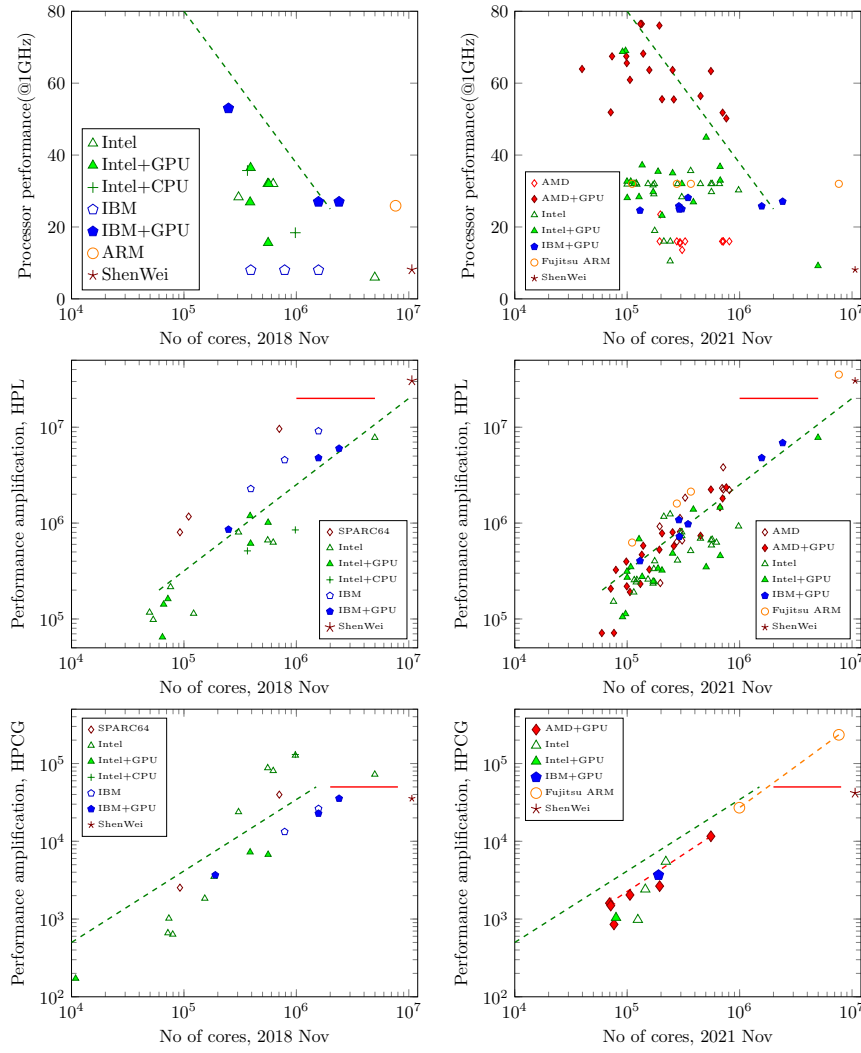 80
60
40
20
0
Processor performance(@1GHz)
Intel
Intel+GPU
Intel+CPU
IBM
IBM+GPU
ARM
ShenWei
10^4
10^5
10^6
10^7
No of cores, 2018 Nov
80
60
40
20
0
Processor performance(@1GHz)
AMD
AMD+GPU
Intel
Intel+GPU
IBM+GPU
Fujitsu ARM
ShenWei
10^4
10^5
10^6
10^7
No of cores, 2021 Nov
10^7
10^6
10^5
Performance amplification, HPL
SPARC64
Intel
Intel+GPU
Intel+CPU
IBM
IBM+GPU
ShenWei
10^4
10^5
10^6
10^7
No of cores, 2018 Nov
10^7
10^6
10^5
Performance amplification, HPL
AMD
AMD+GPU
Intel
Intel+GPU
IBM+GPU
Fujitsu ARM
ShenWei
10^4
10^5
10^6
10^7
No of cores, 2021 Nov
10^5
10^4
10^3
10^2
Performance amplification, HPCG
SPARC64
Intel
Intel+GPU
Intel+CPU
IBM
IBM+GPU
ShenWei
10^4
10^5
10^6
10^7
No of cores, 2018 Nov
10^5
10^4
10^3
10^2
Performance amplification, HPCG
AMD+GPU
Intel
Intel+GPU
IBM+GPU
Fujitsu ARM
ShenWei
10^4
10^5
10^6
10^7
No of cores, 2021 Nov